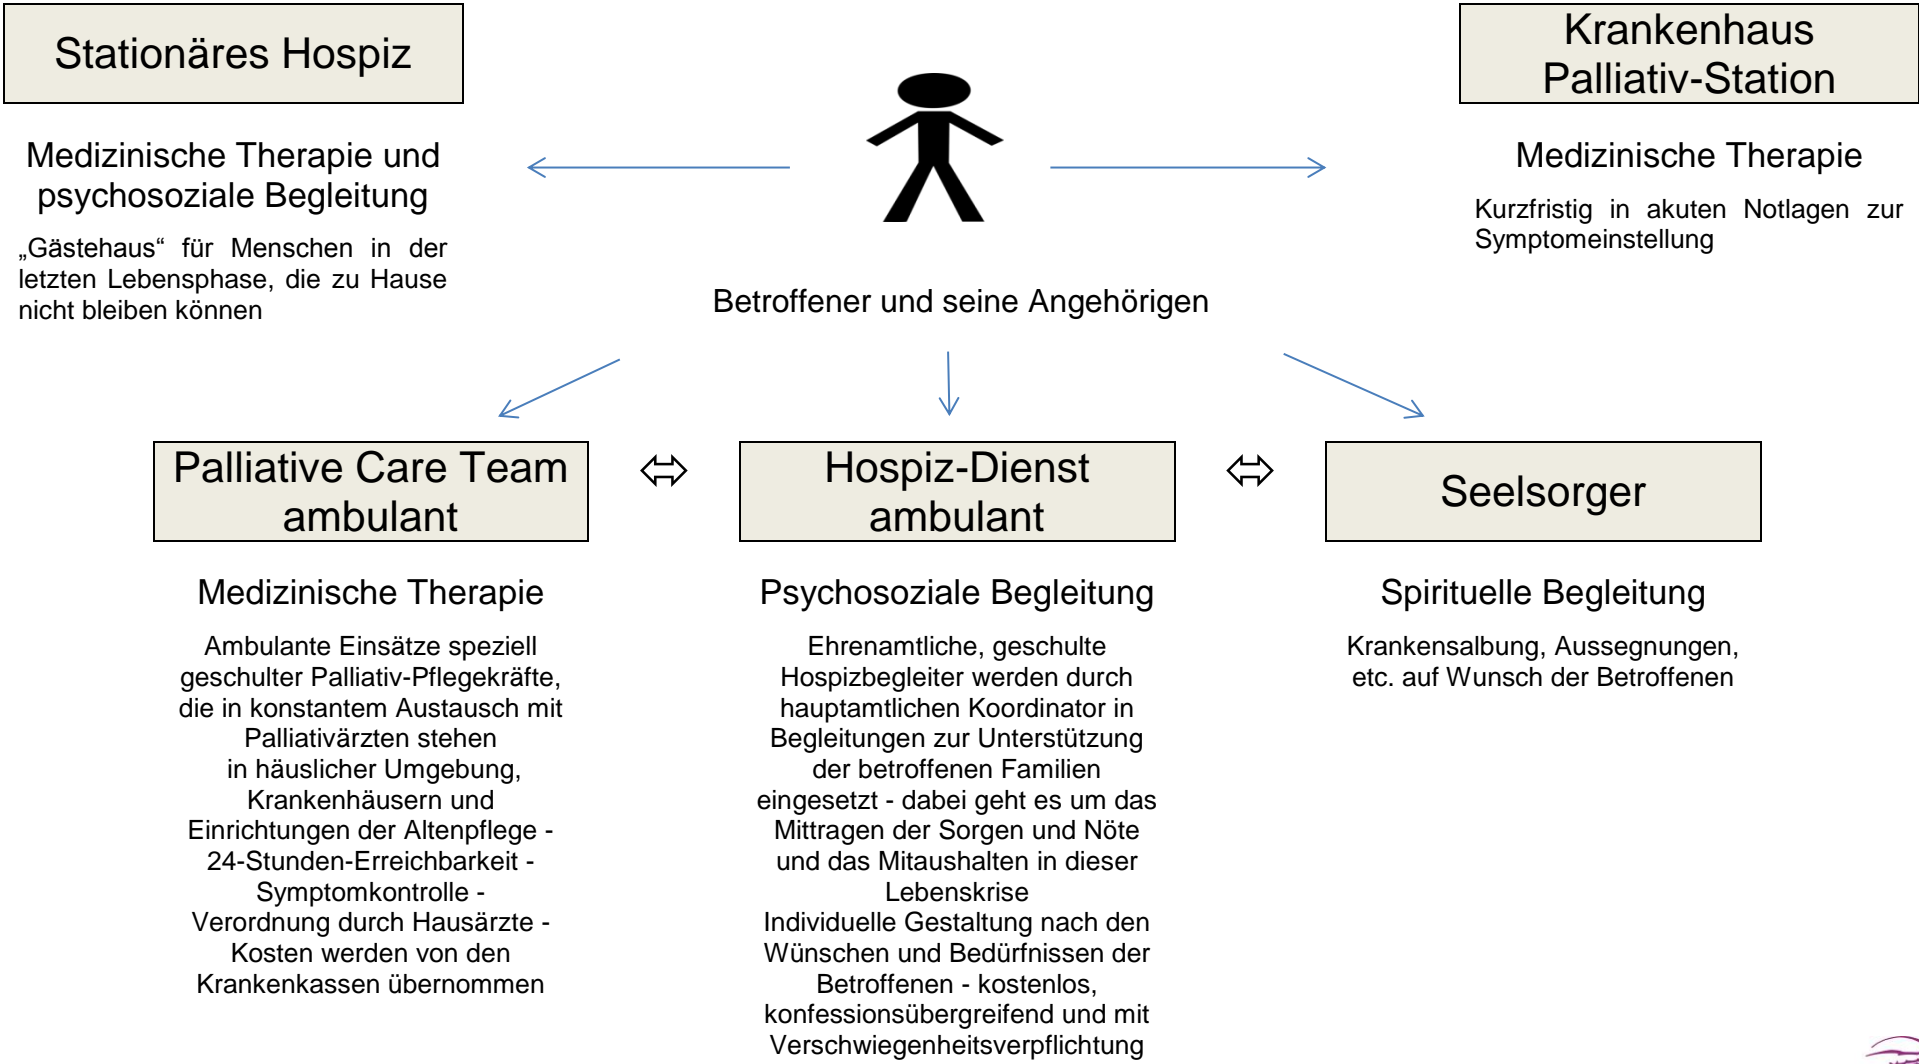 Stationäres Hospiz
Medizinische Therapie und
psychosoziale Begleitung
„Gästehaus“ für Menschen in der
letzten Lebensphase, die zu Hause
nicht bleiben können
Krankenhaus
Palliativ-Station
Medizinische Therapie
Kurzfristig in akuten Notlagen zur
Symptomeinstellung
Betroffener und seine Angehörigen
Palliative Care Team
ambulant
Medizinische Therapie
Ambulante Einsätze speziell
geschulter Palliativ-Pflegekräfte,
die in konstantem Austausch mit
Palliativärzten stehen
in häuslicher Umgebung,
Krankenhäusern und
Einrichtungen der Altenpflege -
24-Stunden-Erreichbarkeit -
Symptomkontrolle -
Verordnung durch Hausärzte -
Kosten werden von den
Krankenkassen übernommen
Hospiz-Dienst
ambulant
Psychosoziale Begleitung
Ehrenamtliche, geschulte
Hospizbegleiter werden durch
hauptamtlichen Koordinator in
Begleitungen zur Unterstützung
der betroffenen Familien
eingesetzt - dabei geht es um das
Mittragen der Sorgen und Nöte
und das Mitaushalten in dieser
Lebenskrise
Individuelle Gestaltung nach den
Wünschen und Bedürfnissen der
Betroffenen - kostenlos,
konfessionsübergreifend und mit
Verschwiegenheitsverpflichtung
Seelsorger
Spirituelle Begleitung
Krankensalbung, Aussegnungen,
etc. auf Wunsch der Betroffenen